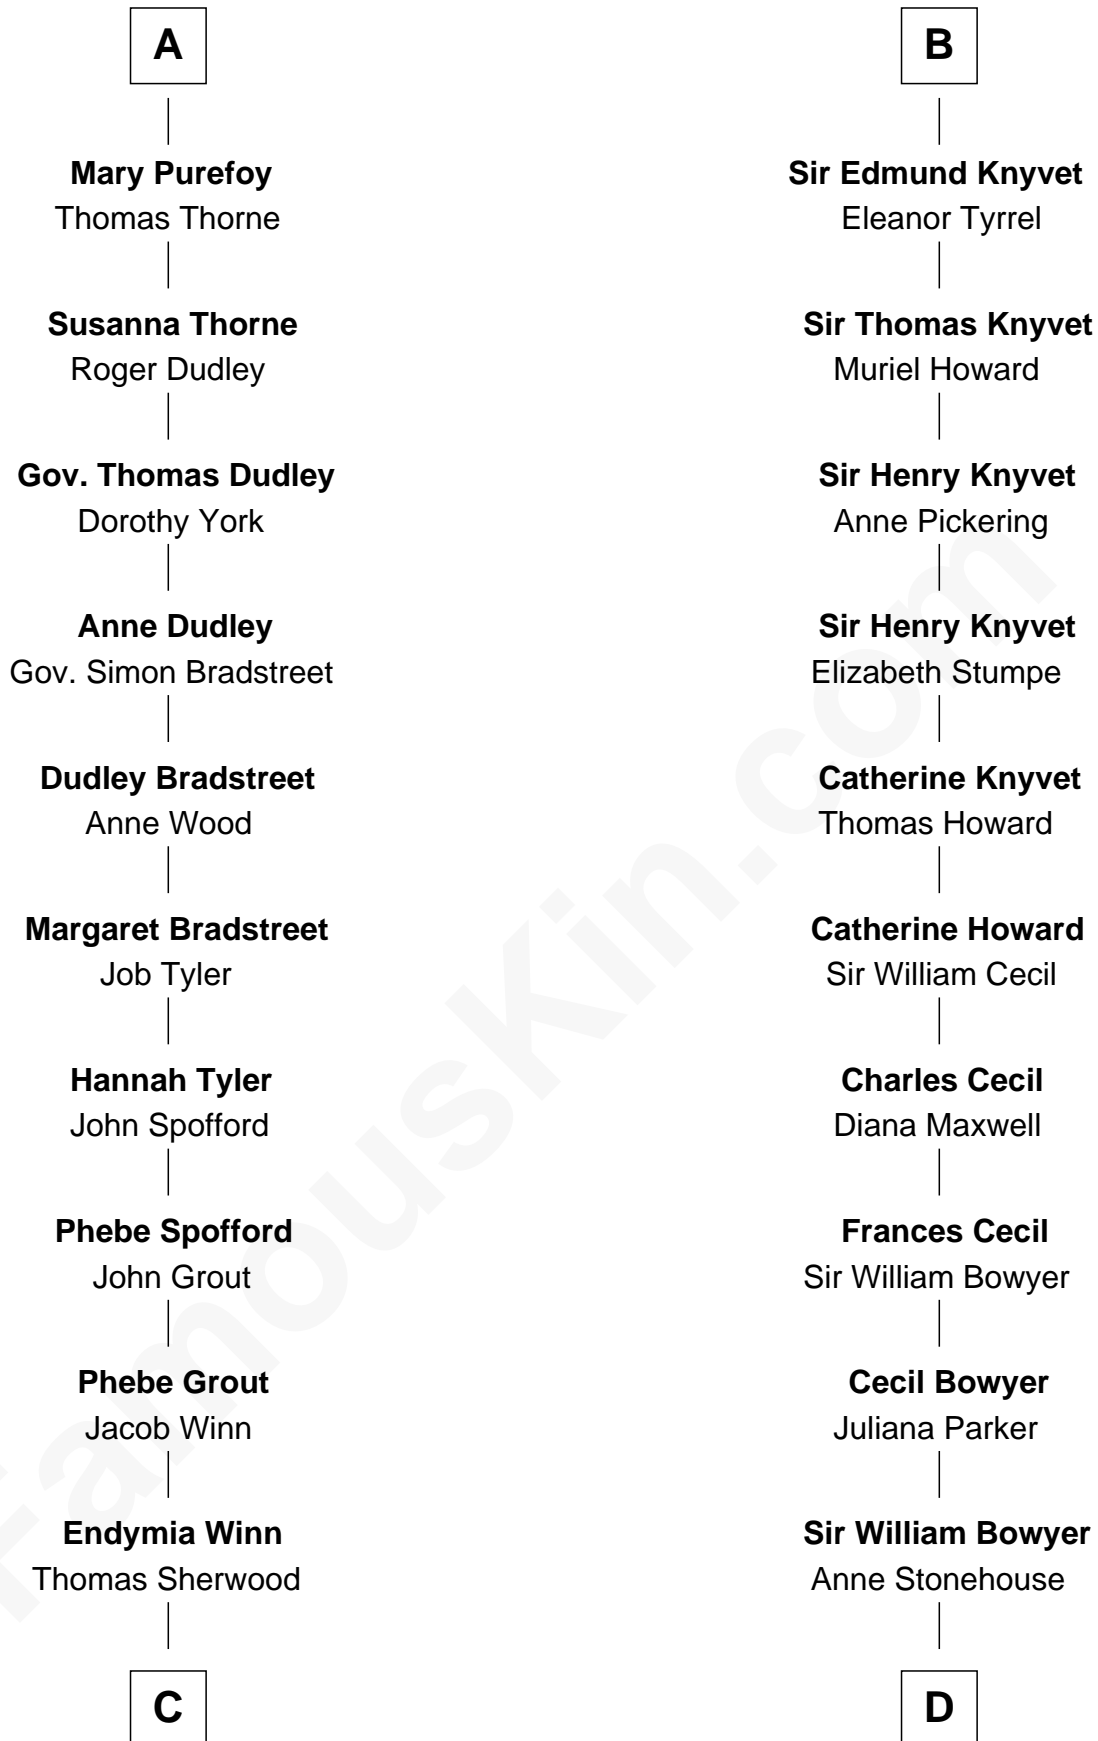 A
Mary Purefoy
Thomas Thorne
Susanna Thorne
Roger Dudley
Gov. Thomas Dudley
Dorothy York
Anne Dudley
Gov. Simon Bradstreet
Dudley Bradstreet
Anne Wood
Margaret Bradstreet
Job Tyler
Hannah Tyler
John Spofford
Phebe Spofford
John Grout
Phebe Grout
Jacob Winn
Endymia Winn
Thomas Sherwood
C
B
Sir Edmund Knyvet
Eleanor Tyrrel
Sir Thomas Knyvet
Muriel Howard
Sir Henry Knyvet
Anne Pickering
Sir Henry Knyvet
Elizabeth Stumpe
Catherine Knyvet
Thomas Howard
Catherine Howard
Sir William Cecil
Charles Cecil
Diana Maxwell
Frances Cecil
Sir William Bowyer
Cecil Bowyer
Juliana Parker
Sir William Bowyer
Anne Stonehouse
D
FamousKin.com